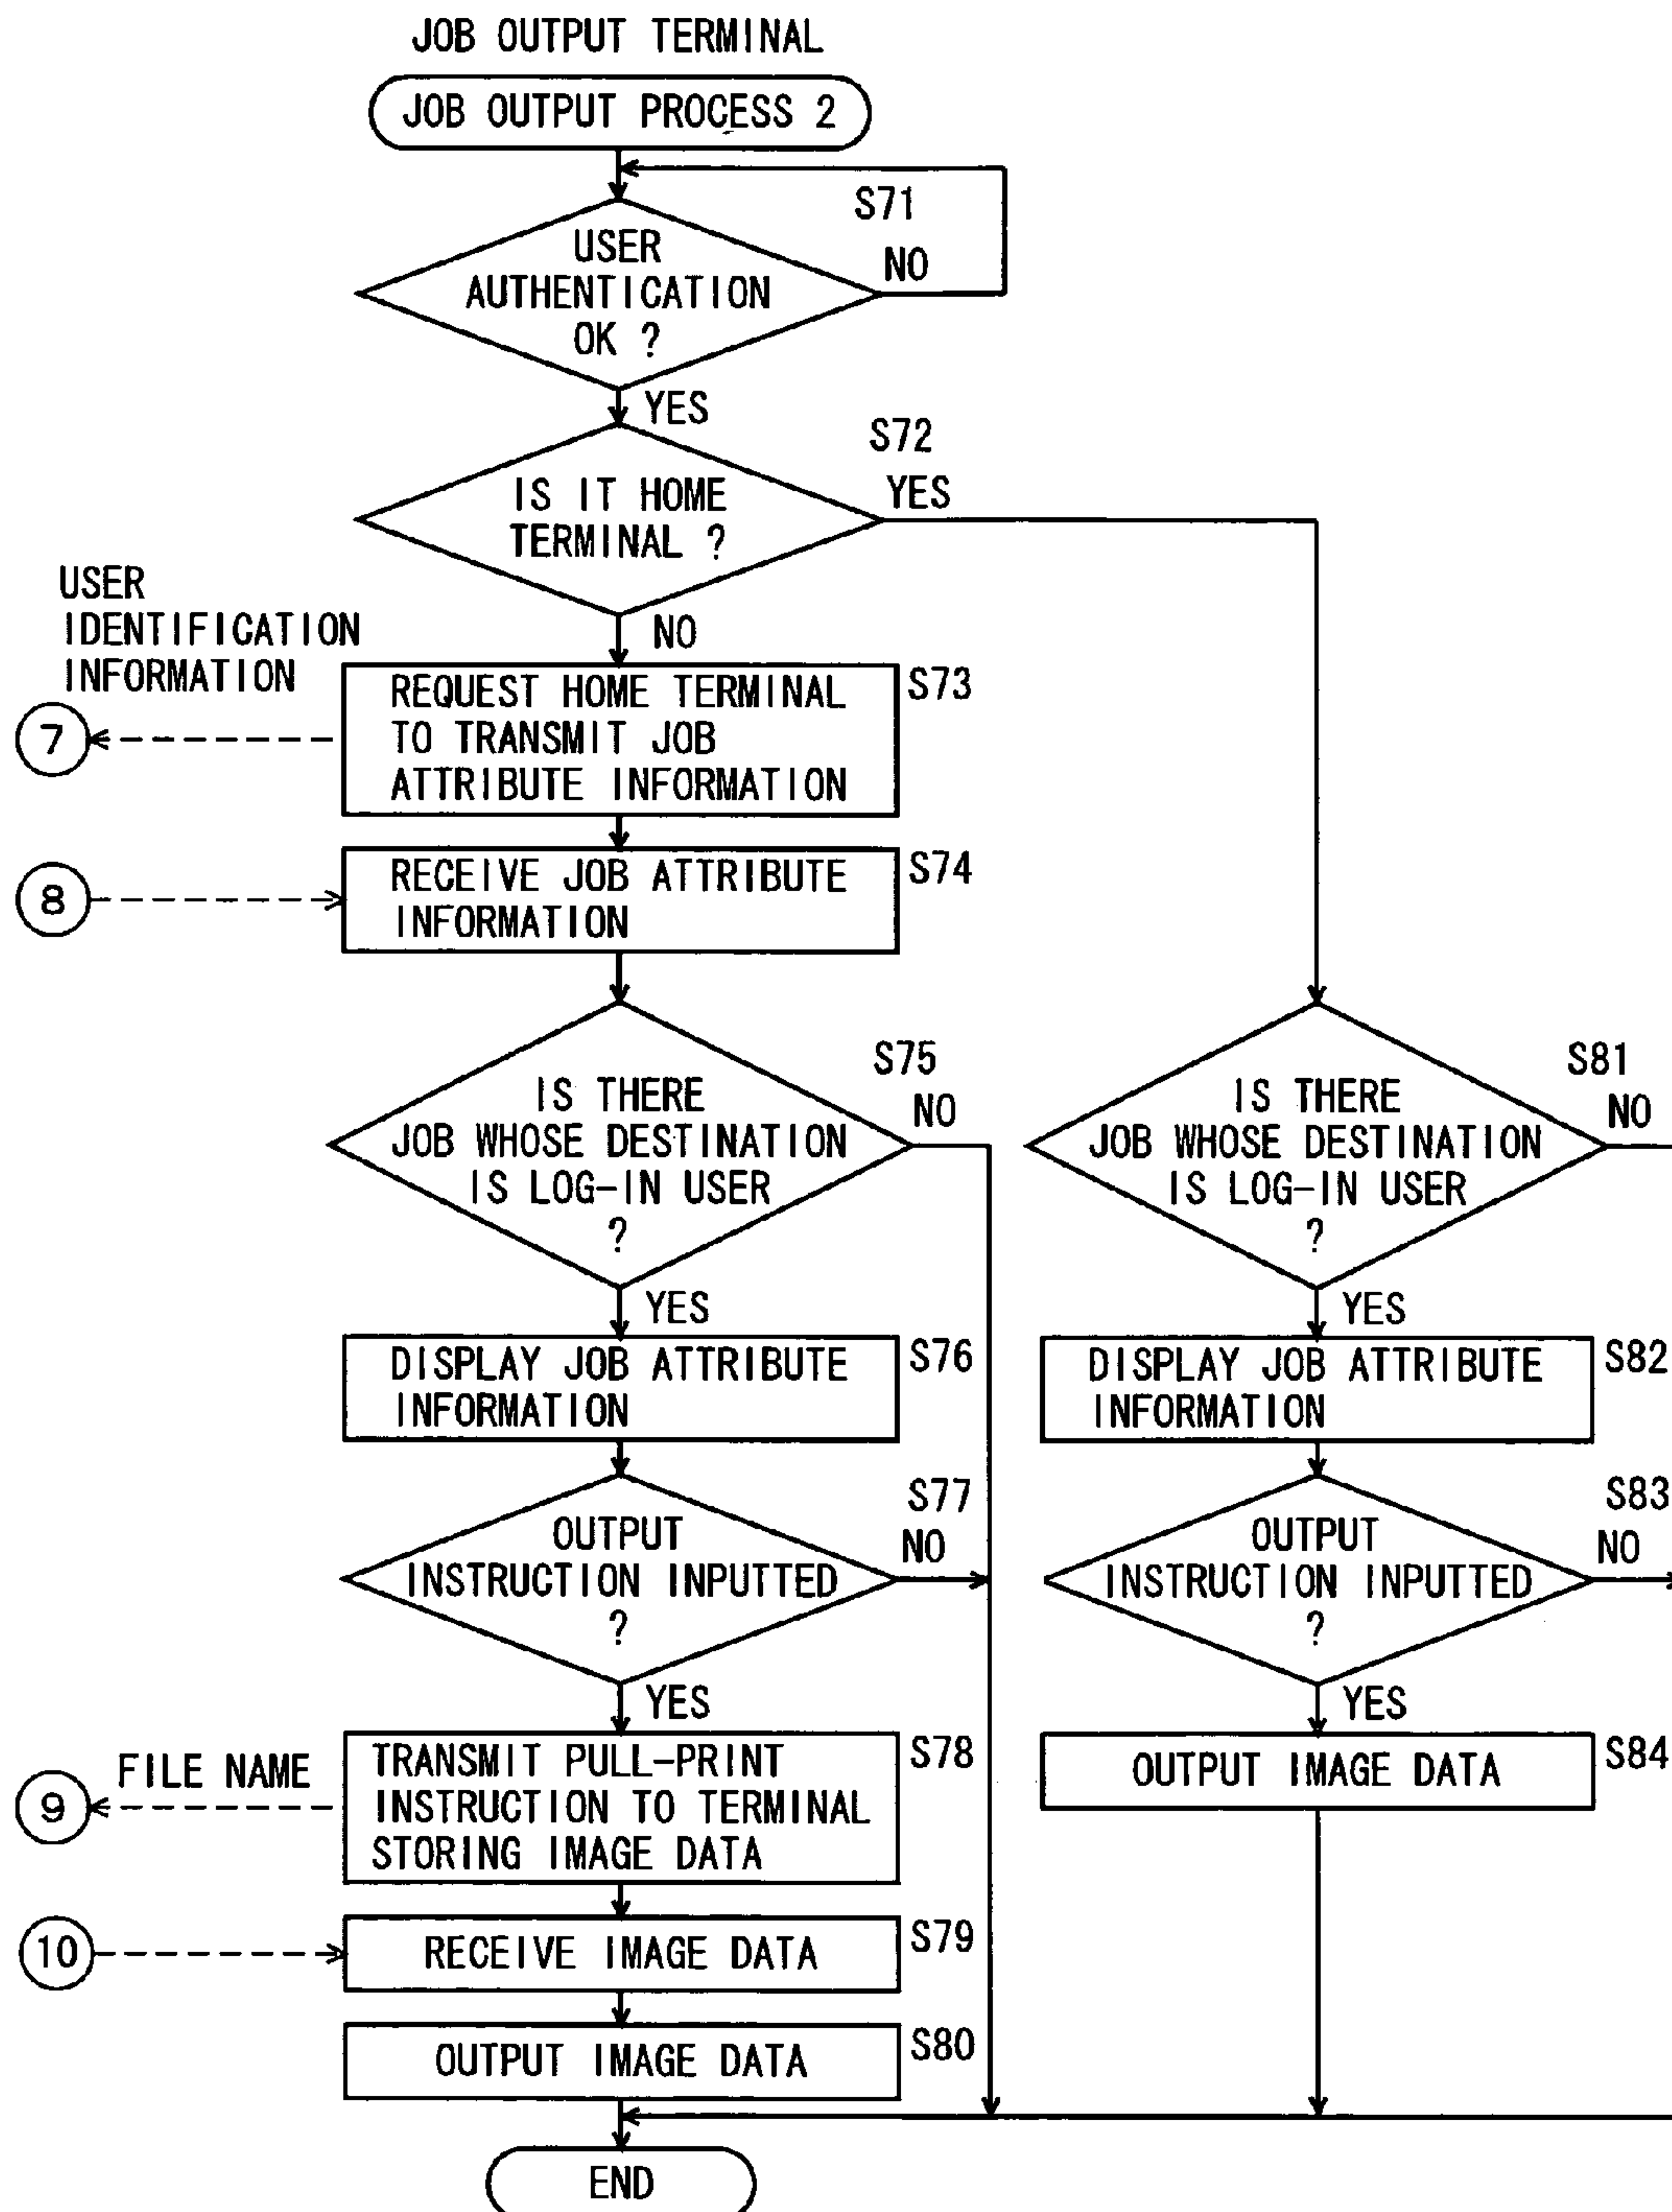 JOB OUTPUT TERMINAL
JOB OUTPUT PROCESS 2
S71
USER
AUTHENTICATION
OK ?
NO
YES
S72
IS IT HOME
TERMINAL ?
YES
NO
USER
IDENTIFICATION
INFORMATION
7
REQUEST HOME TERMINAL
TO TRANSMIT JOB
ATTRIBUTE INFORMATION
S73
8
RECEIVE JOB ATTRIBUTE
INFORMATION
S74
S75
IS THERE
JOB WHOSE DESTINATION
IS LOG-IN USER
?
NO
YES
DISPLAY JOB ATTRIBUTE
INFORMATION
S76
S77
OUTPUT
INSTRUCTION INPUTTED
?
NO
YES
FILE NAME
9
TRANSMIT PULL-PRINT
INSTRUCTION TO TERMINAL
STORING IMAGE DATA
S78
10
RECEIVE IMAGE DATA
S79
OUTPUT IMAGE DATA
S80
END
S81
IS THERE
JOB WHOSE DESTINATION
IS LOG-IN USER
?
NO
YES
DISPLAY JOB ATTRIBUTE
INFORMATION
S82
S83
OUTPUT
INSTRUCTION INPUTTED
?
NO
YES
OUTPUT IMAGE DATA
S84